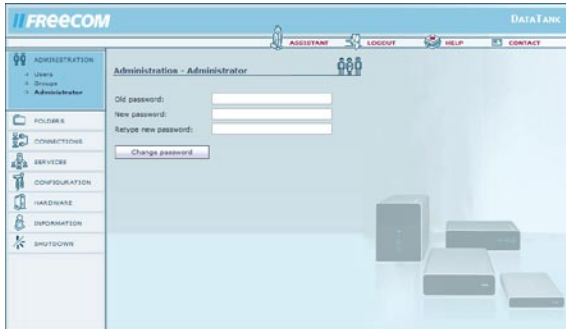 FREECOM
DATATANK
ASSISTANT
LOGOUT
HELP
CONTACT
ADMINISTRATION
Users
Groups
Administrator
FOLDERS
CONNECTIONS
SERVICES
CONFIGURATION
HARDWARE
INFORMATION
SHUTDOWN
Administration - Administrator
Old password:
New password:
Retype new password:
Change password